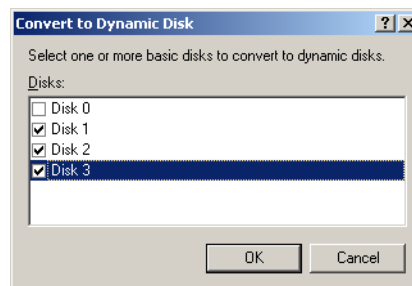 Convert to Dynamic Disk
Select one or more basic disks to convert to dynamic disks.
Disks:
Disk 0
Disk 1
Disk 2
Disk 3
OK
Cancel